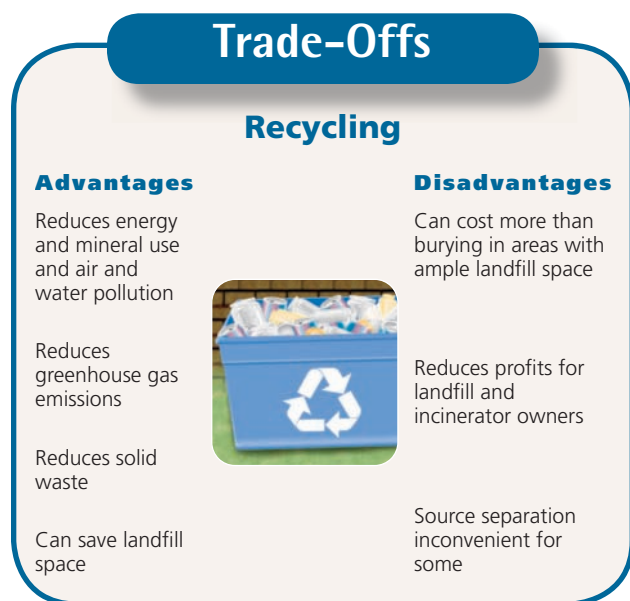 Trade-Offs
Recycling
Advantages
Reduces energy
and mineral use
and air and
water pollution
Reduces
greenhouse gas
emissions
Reduces solid
waste
Can save landfill
space
Disadvantages
Can cost more than
burying in areas with
ample landfill space
Reduces profits for
landfill and
incinerator owners
Source separation
inconvenient for
some